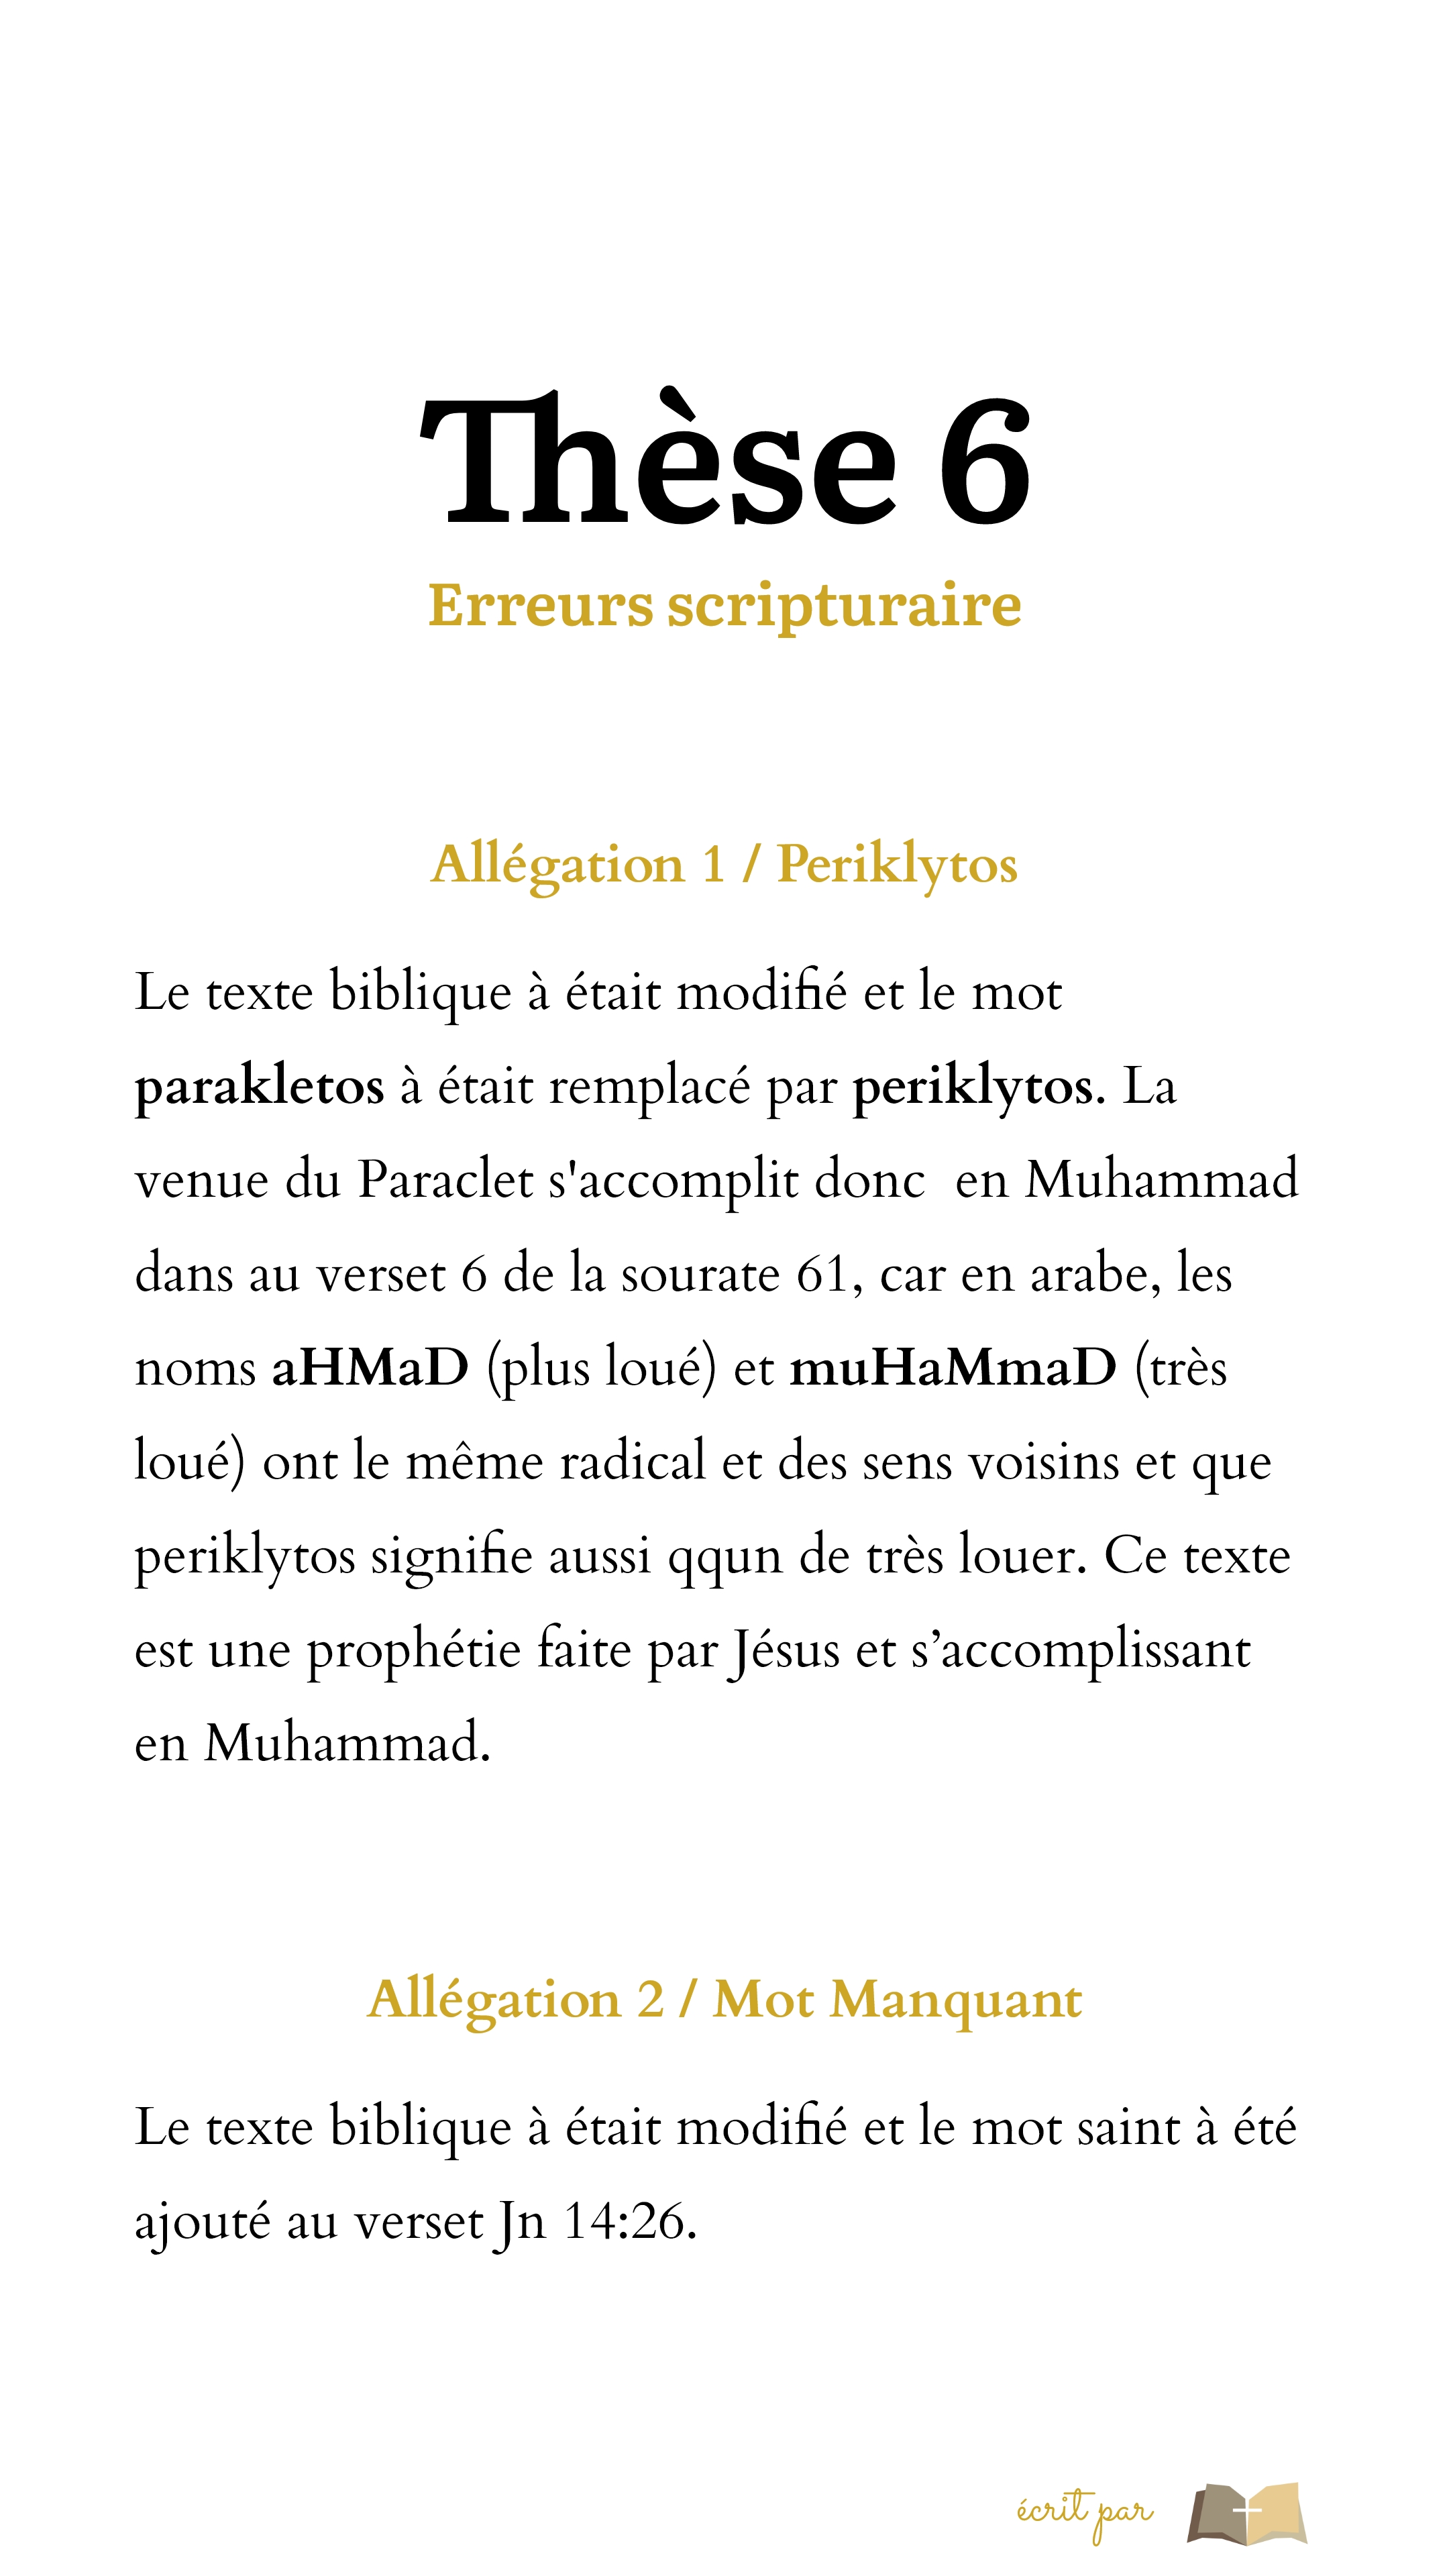 Thèse 6
Erreurs scripturaire
Allégation 1 / Periklytos
Le texte biblique à était modifié et le mot
parakletos à était remplacé par periklytos. La
venue du Paraclet s'accomplit donc  en Muhammad
dans au verset 6 de la sourate 61, car en arabe, les
noms aHMaD (plus loué) et muHaMmaD (très
loué) ont le même radical et des sens voisins et que
periklytos signifie aussi qqun de très louer. Ce texte
est une prophétie faite par Jésus et s’accomplissant
en Muhammad.
Allégation 2 / Mot Manquant
Le texte biblique à était modifié et le mot saint à été
ajouté au verset Jn 14:26.
écrit par